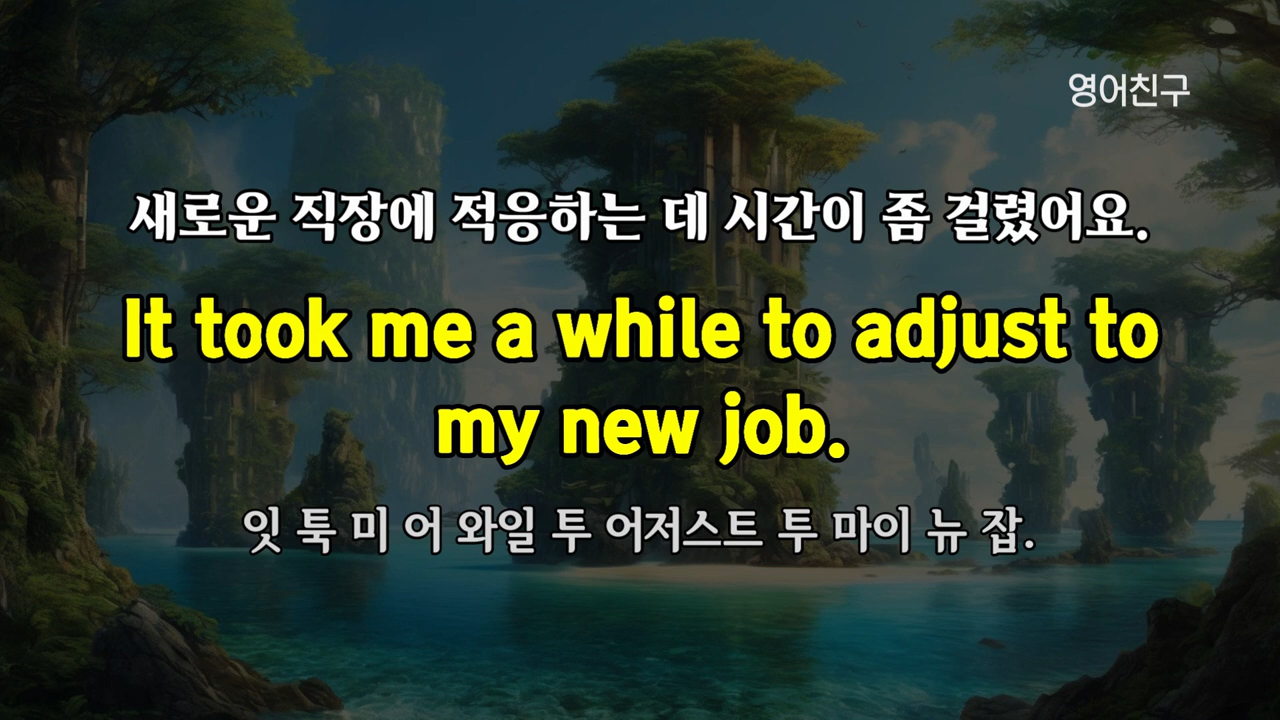 영어친구
새로운 직장에 적응하는 데 시간이 좀 걸렸어요.
It took me a while to adjust to
my new job.
잇 툭 미 어 와일 투 어저스트 투 마이 뉴 잡.